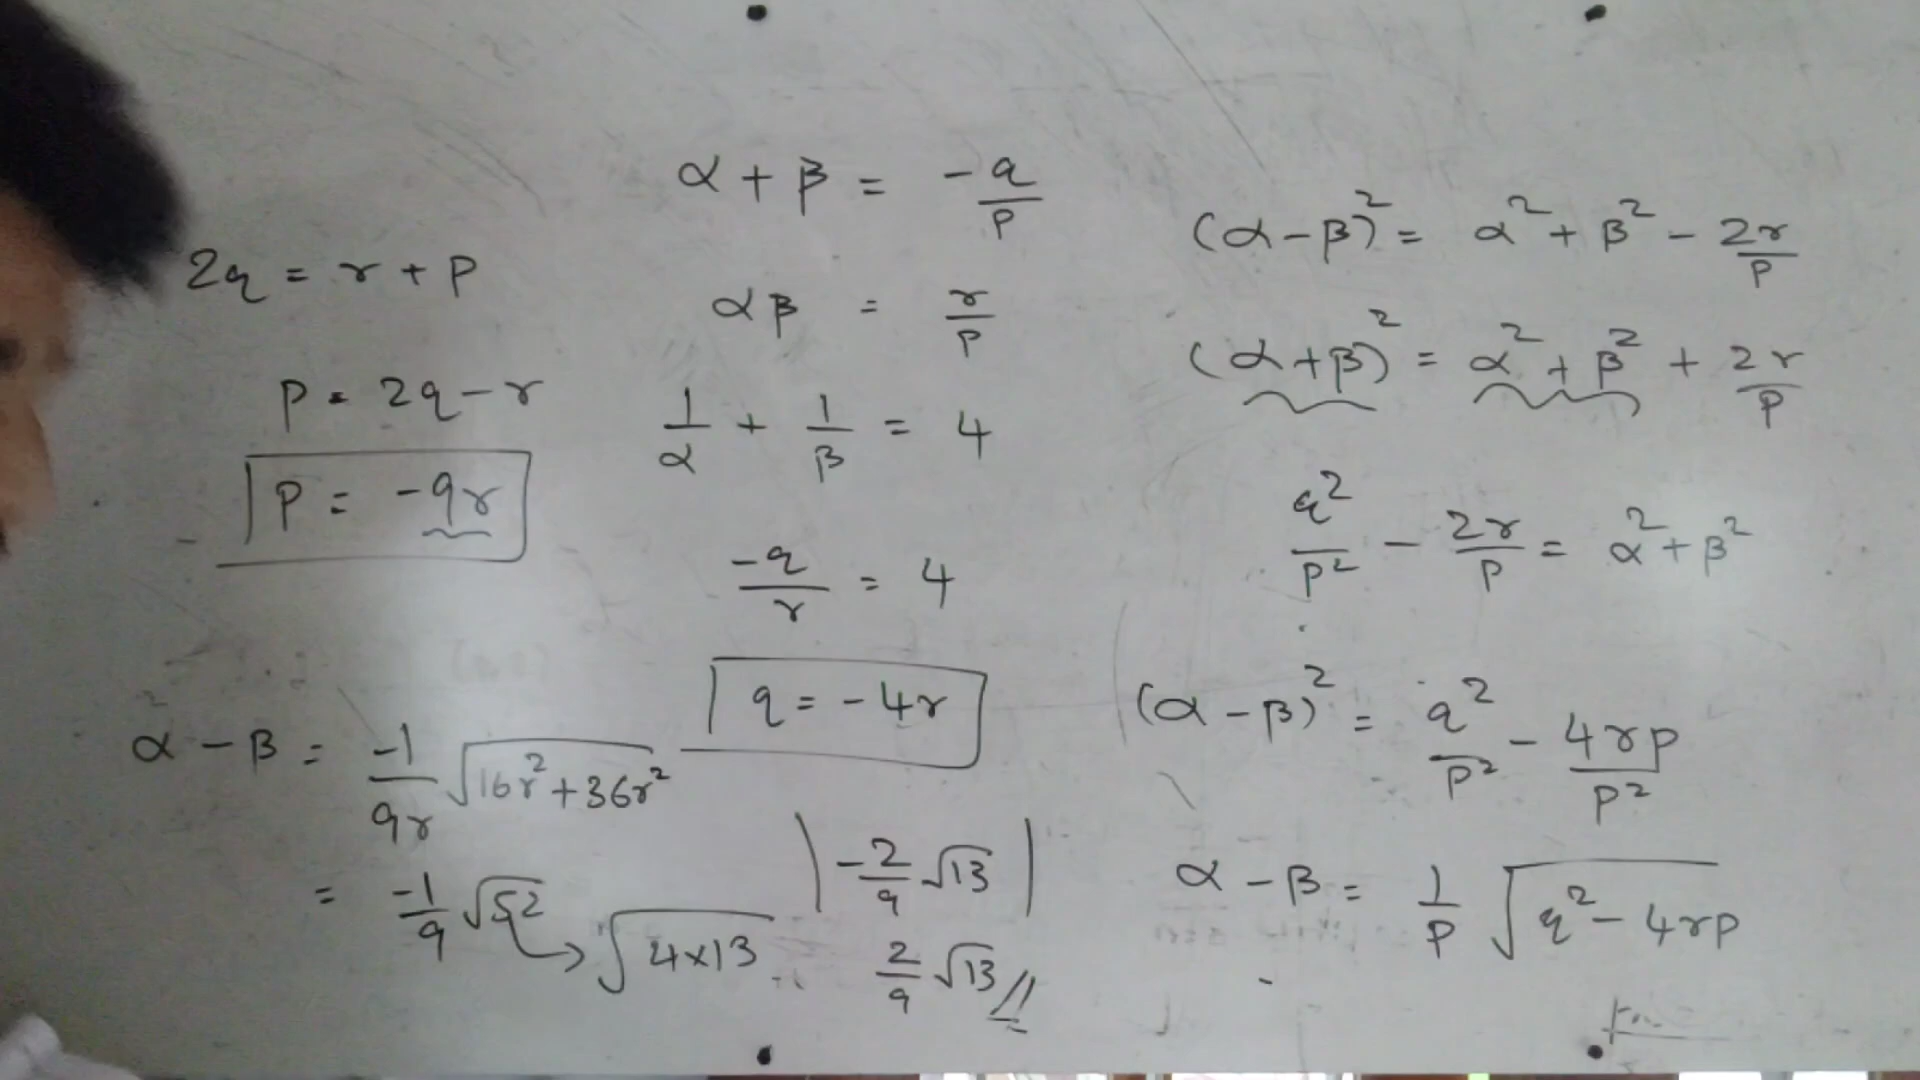 2q = r + p
p = 2q - r
p = -9r
α + β = -q/p
αβ = r/p
1/α + 1/β = 4
-q/r = 4
q = -4r
(α - β)² = α² + β² - 2r/p
(α + β)² = α² + β² + 2r/p
q²/p² - 2r/p = α² + β²
(α - β)² = q²/p² - 4rp/p²
α - β = 1/p √(q² - 4rp)
α - β = -1/9r √(16r² + 36r²)
= -1/9 √52 → √(4×13)
|-2/9 √13|
2/9 √13 //